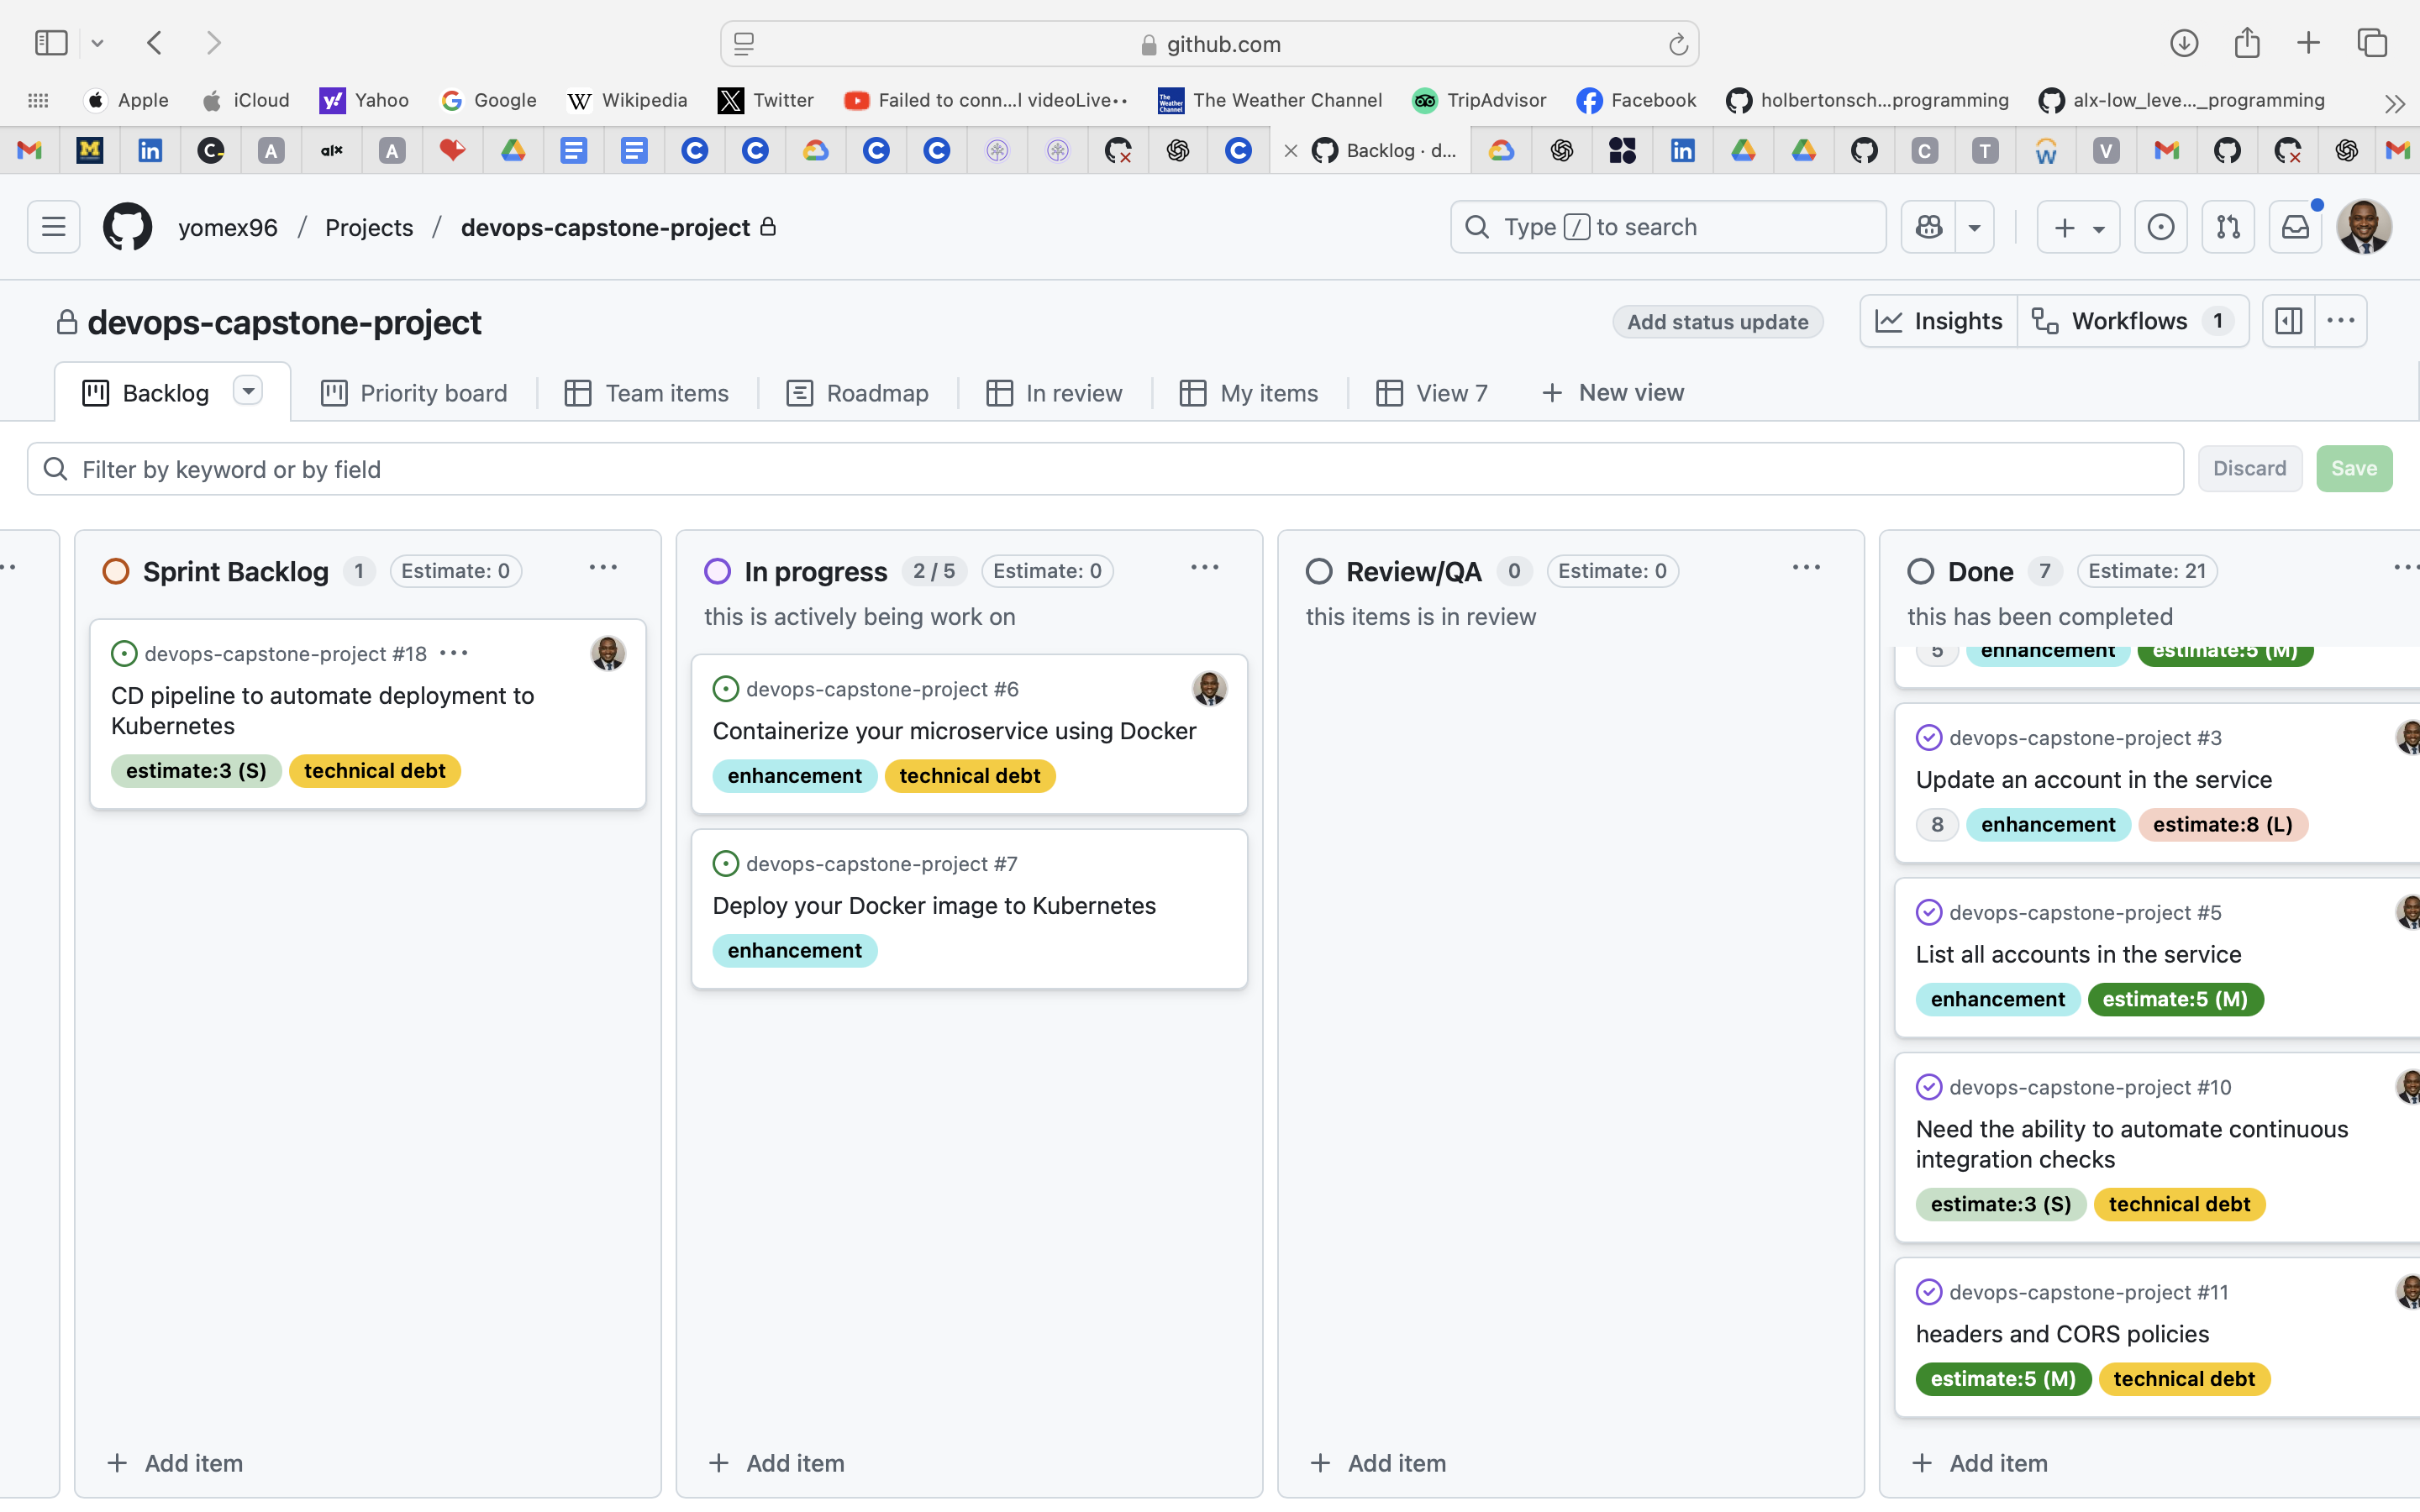 github.com
Apple iCloud Yahoo Google Wikipedia Twitter Failed to conn...l videoLive·· The Weather Channel TripAdvisor Facebook holbertonsch...programming alx-low_leve..._programming
Backlog · d...
yomex96 / Projects / devops-capstone-project
Type / to search
devops-capstone-project
Add status update
Insights
Workflows 1
Backlog
Priority board
Team items
Roadmap
In review
My items
View 7
New view
Filter by keyword or by field
Discard
Save
Sprint Backlog 1 Estimate: 0
devops-capstone-project #18
CD pipeline to automate deployment to
Kubernetes
estimate:3 (S) technical debt
Add item
In progress 2 / 5 Estimate: 0
this is actively being work on
devops-capstone-project #6
Containerize your microservice using Docker
enhancement technical debt
devops-capstone-project #7
Deploy your Docker image to Kubernetes
enhancement
Add item
Review/QA 0 Estimate: 0
this items is in review
Add item
Done 7 Estimate: 21
this has been completed
5 enhancement estimate:5 (M)
devops-capstone-project #3
Update an account in the service
8 enhancement estimate:8 (L)
devops-capstone-project #5
List all accounts in the service
enhancement estimate:5 (M)
devops-capstone-project #10
Need the ability to automate continuous
integration checks
estimate:3 (S) technical debt
devops-capstone-project #11
headers and CORS policies
estimate:5 (M) technical debt
Add item